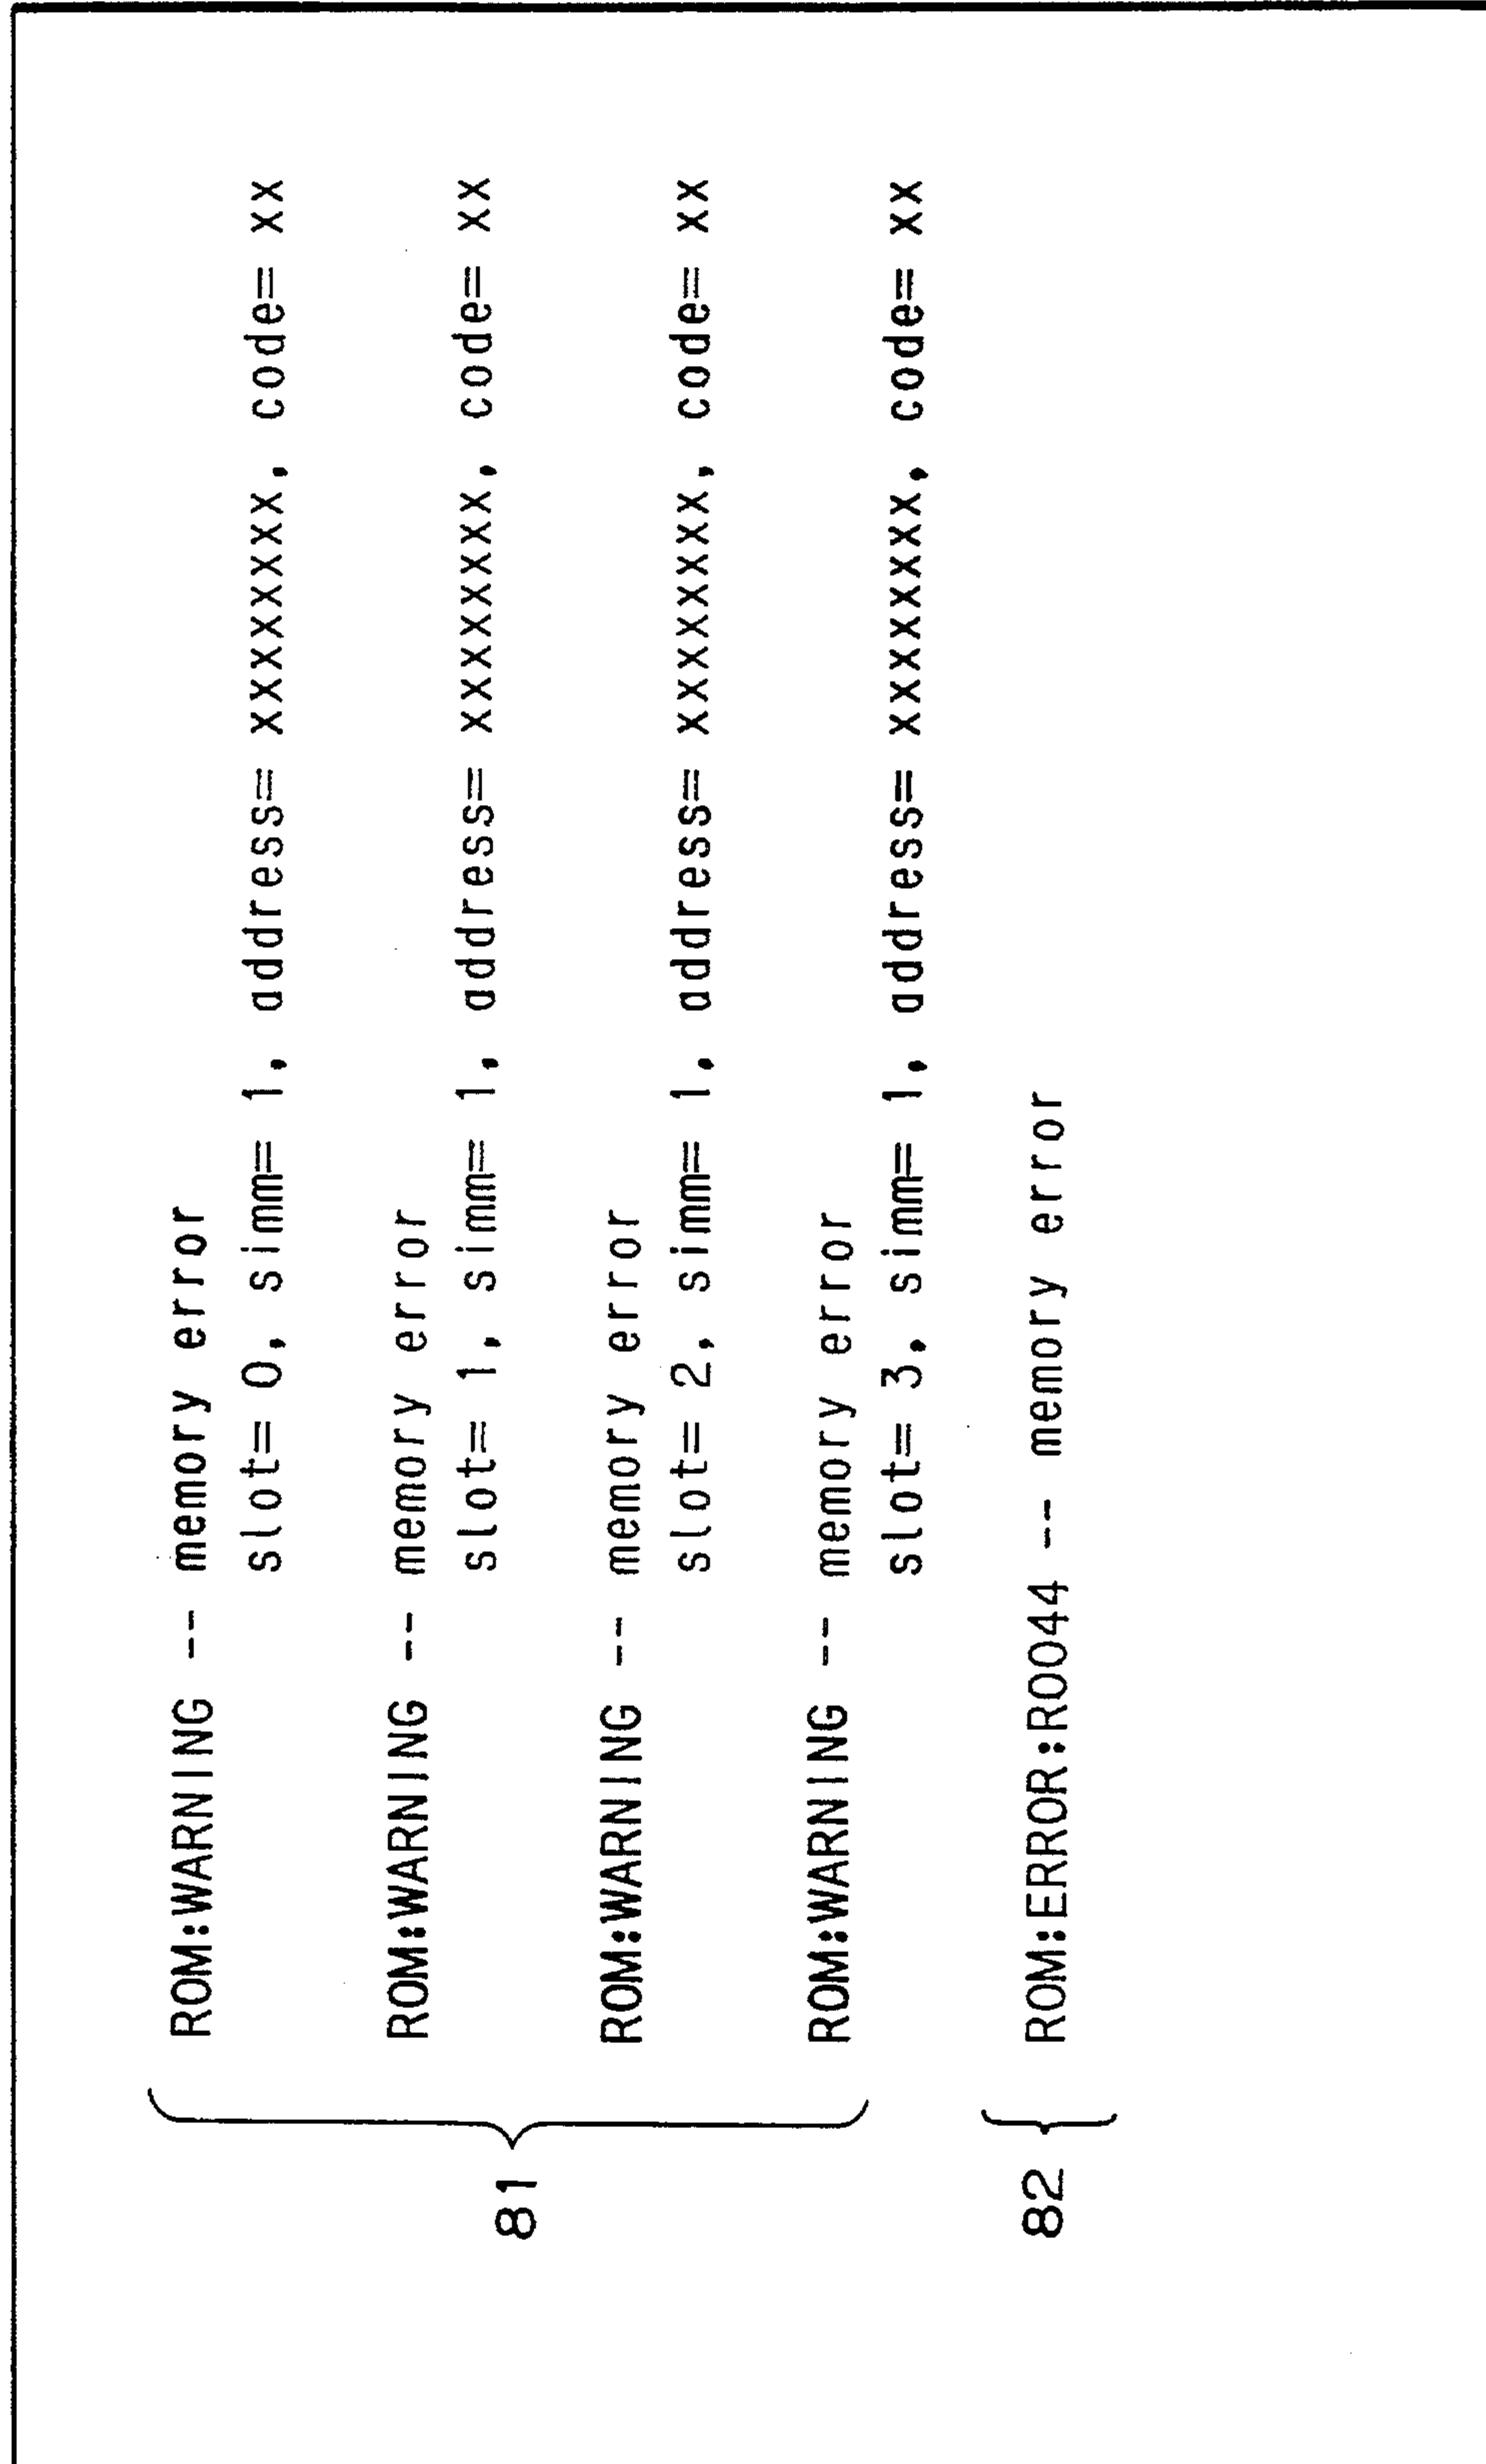 ROM:WARNING -- memory error
slot= 0, simm= 1, address= xxxxxxxx, code= xx
ROM:WARNING -- memory error
slot= 1, simm= 1, address= xxxxxxxx, code= xx
81
ROM:WARNING -- memory error
slot= 2, simm= 1, address= xxxxxxxx, code= xx
ROM:WARNING -- memory error
slot= 3, simm= 1, address= xxxxxxxx, code= xx
82 ROM:ERROR:R0044 -- memory error